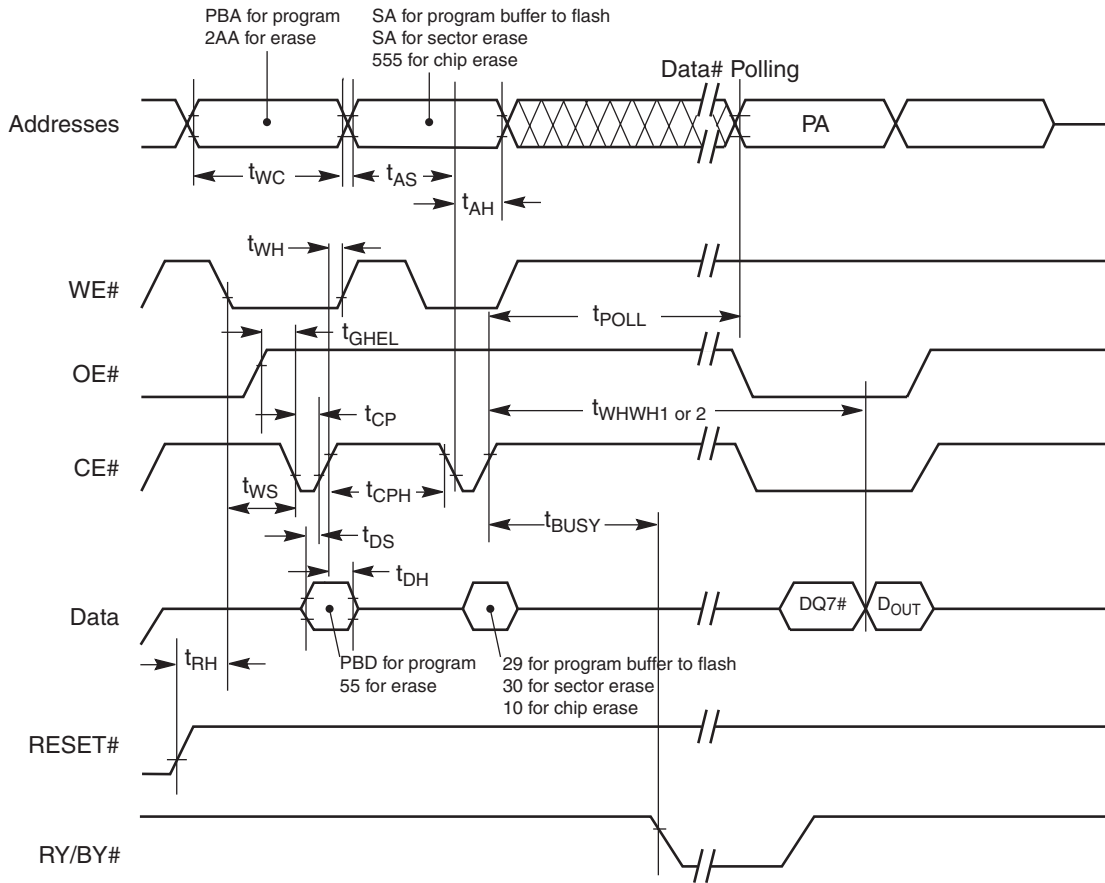 PBA for program
2AA for erase
SA for program buffer to flash
SA for sector erase
555 for chip erase
Data# Polling
Addresses
PA
tWC
tAS
tAH
tWH
WE#
tPOLL
tGHEL
OE#
tWHWH1 or 2
tCP
CE#
tWS
tCPH
tBUSY
tDS
tDH
Data
DQ7#
DOUT
tRH
PBD for program
55 for erase
29 for program buffer to flash
30 for sector erase
10 for chip erase
RESET#
RY/BY#